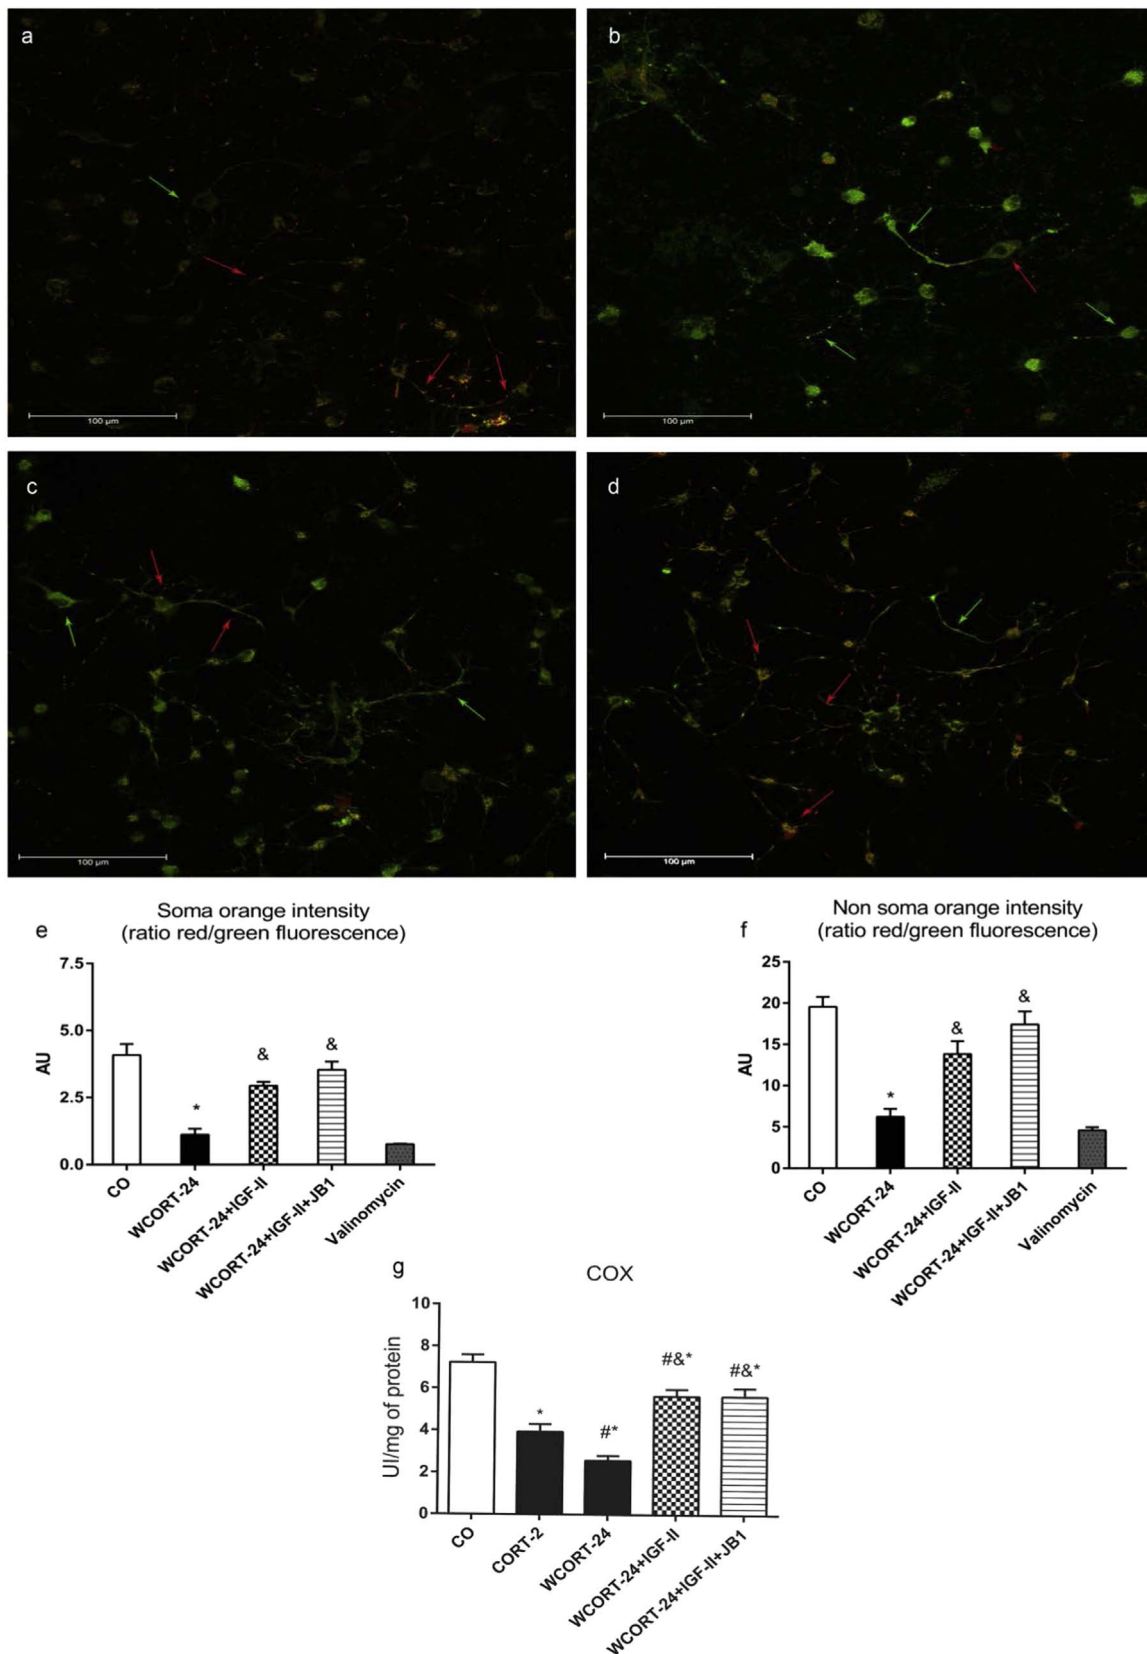 a
b
100 µm
100 µm
c
d
100 µm
100 µm
e
Soma orange intensity
(ratio red/green fluorescence)
7.5
5.0
2.5
0.0
AU
*
&
&
CO
WCORT-24
WCORT-24+IGF-II
WCORT-24+IGF-II+JB1
Valinomycin
f
Non soma orange intensity
(ratio red/green fluorescence)
25
20
15
10
5
0
AU
*
&
&
CO
WCORT-24
WCORT-24+IGF-II
WCORT-24+IGF-II+JB1
Valinomycin
g
COX
10
8
6
4
2
0
UI/mg of protein
*
#*
#&*
#&*
CO
CORT-2
WCORT-24
WCORT-24+IGF-II
WCORT-24+IGF-II+JB1